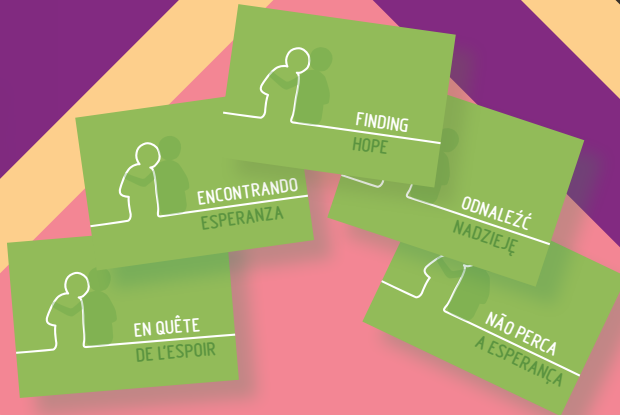 FINDING
HOPE
ENCONTRANDO
ESPERANZA
ODNALEŹĆ
NADZIEJĘ
EN QUÊTE
DE L'ESPOIR
NÃO PERCA
A ESPERANÇA